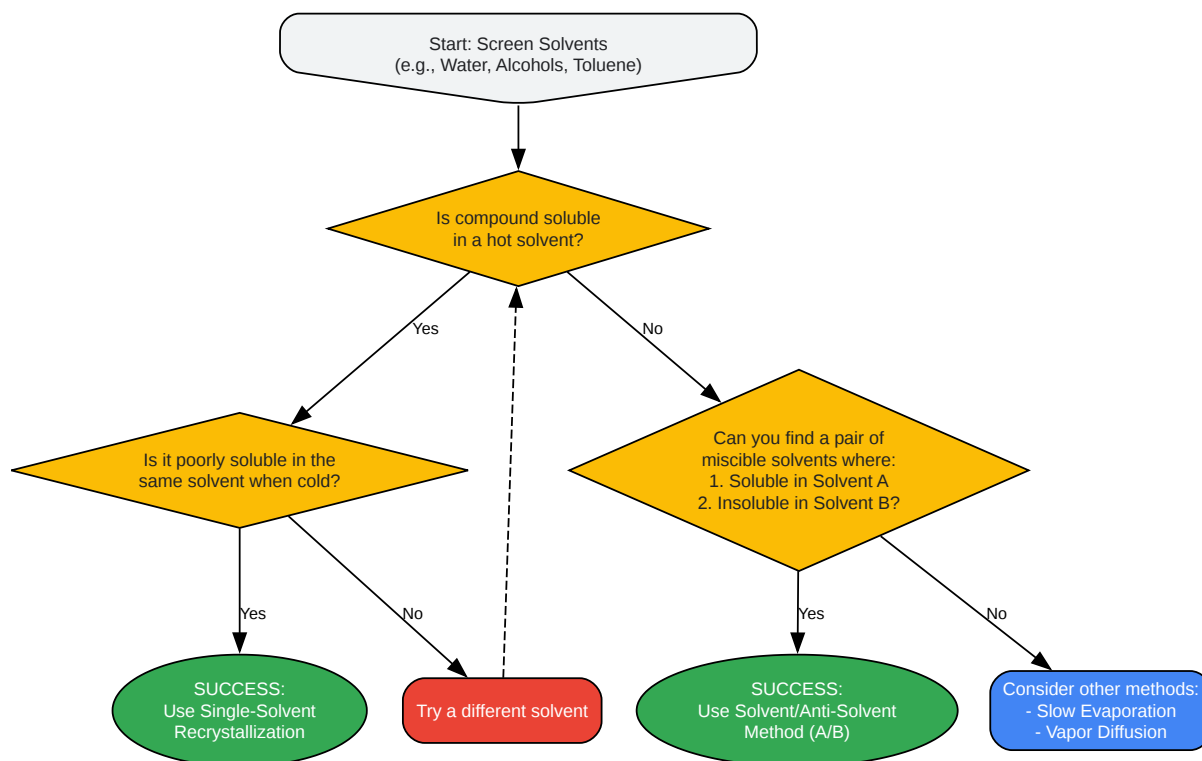 Start: Screen Solvents
(e.g., Water, Alcohols, Toluene)
Is compound soluble
in a hot solvent?
Yes
No
Is it poorly soluble in the
same solvent when cold?
Can you find a pair of
miscible solvents where:
1. Soluble in Solvent A
2. Insoluble in Solvent B?
Yes
No
Yes
No
SUCCESS:
Use Single-Solvent
Recrystallization
Try a different solvent
SUCCESS:
Use Solvent/Anti-Solvent
Method (A/B)
Consider other methods:
- Slow Evaporation
- Vapor Diffusion